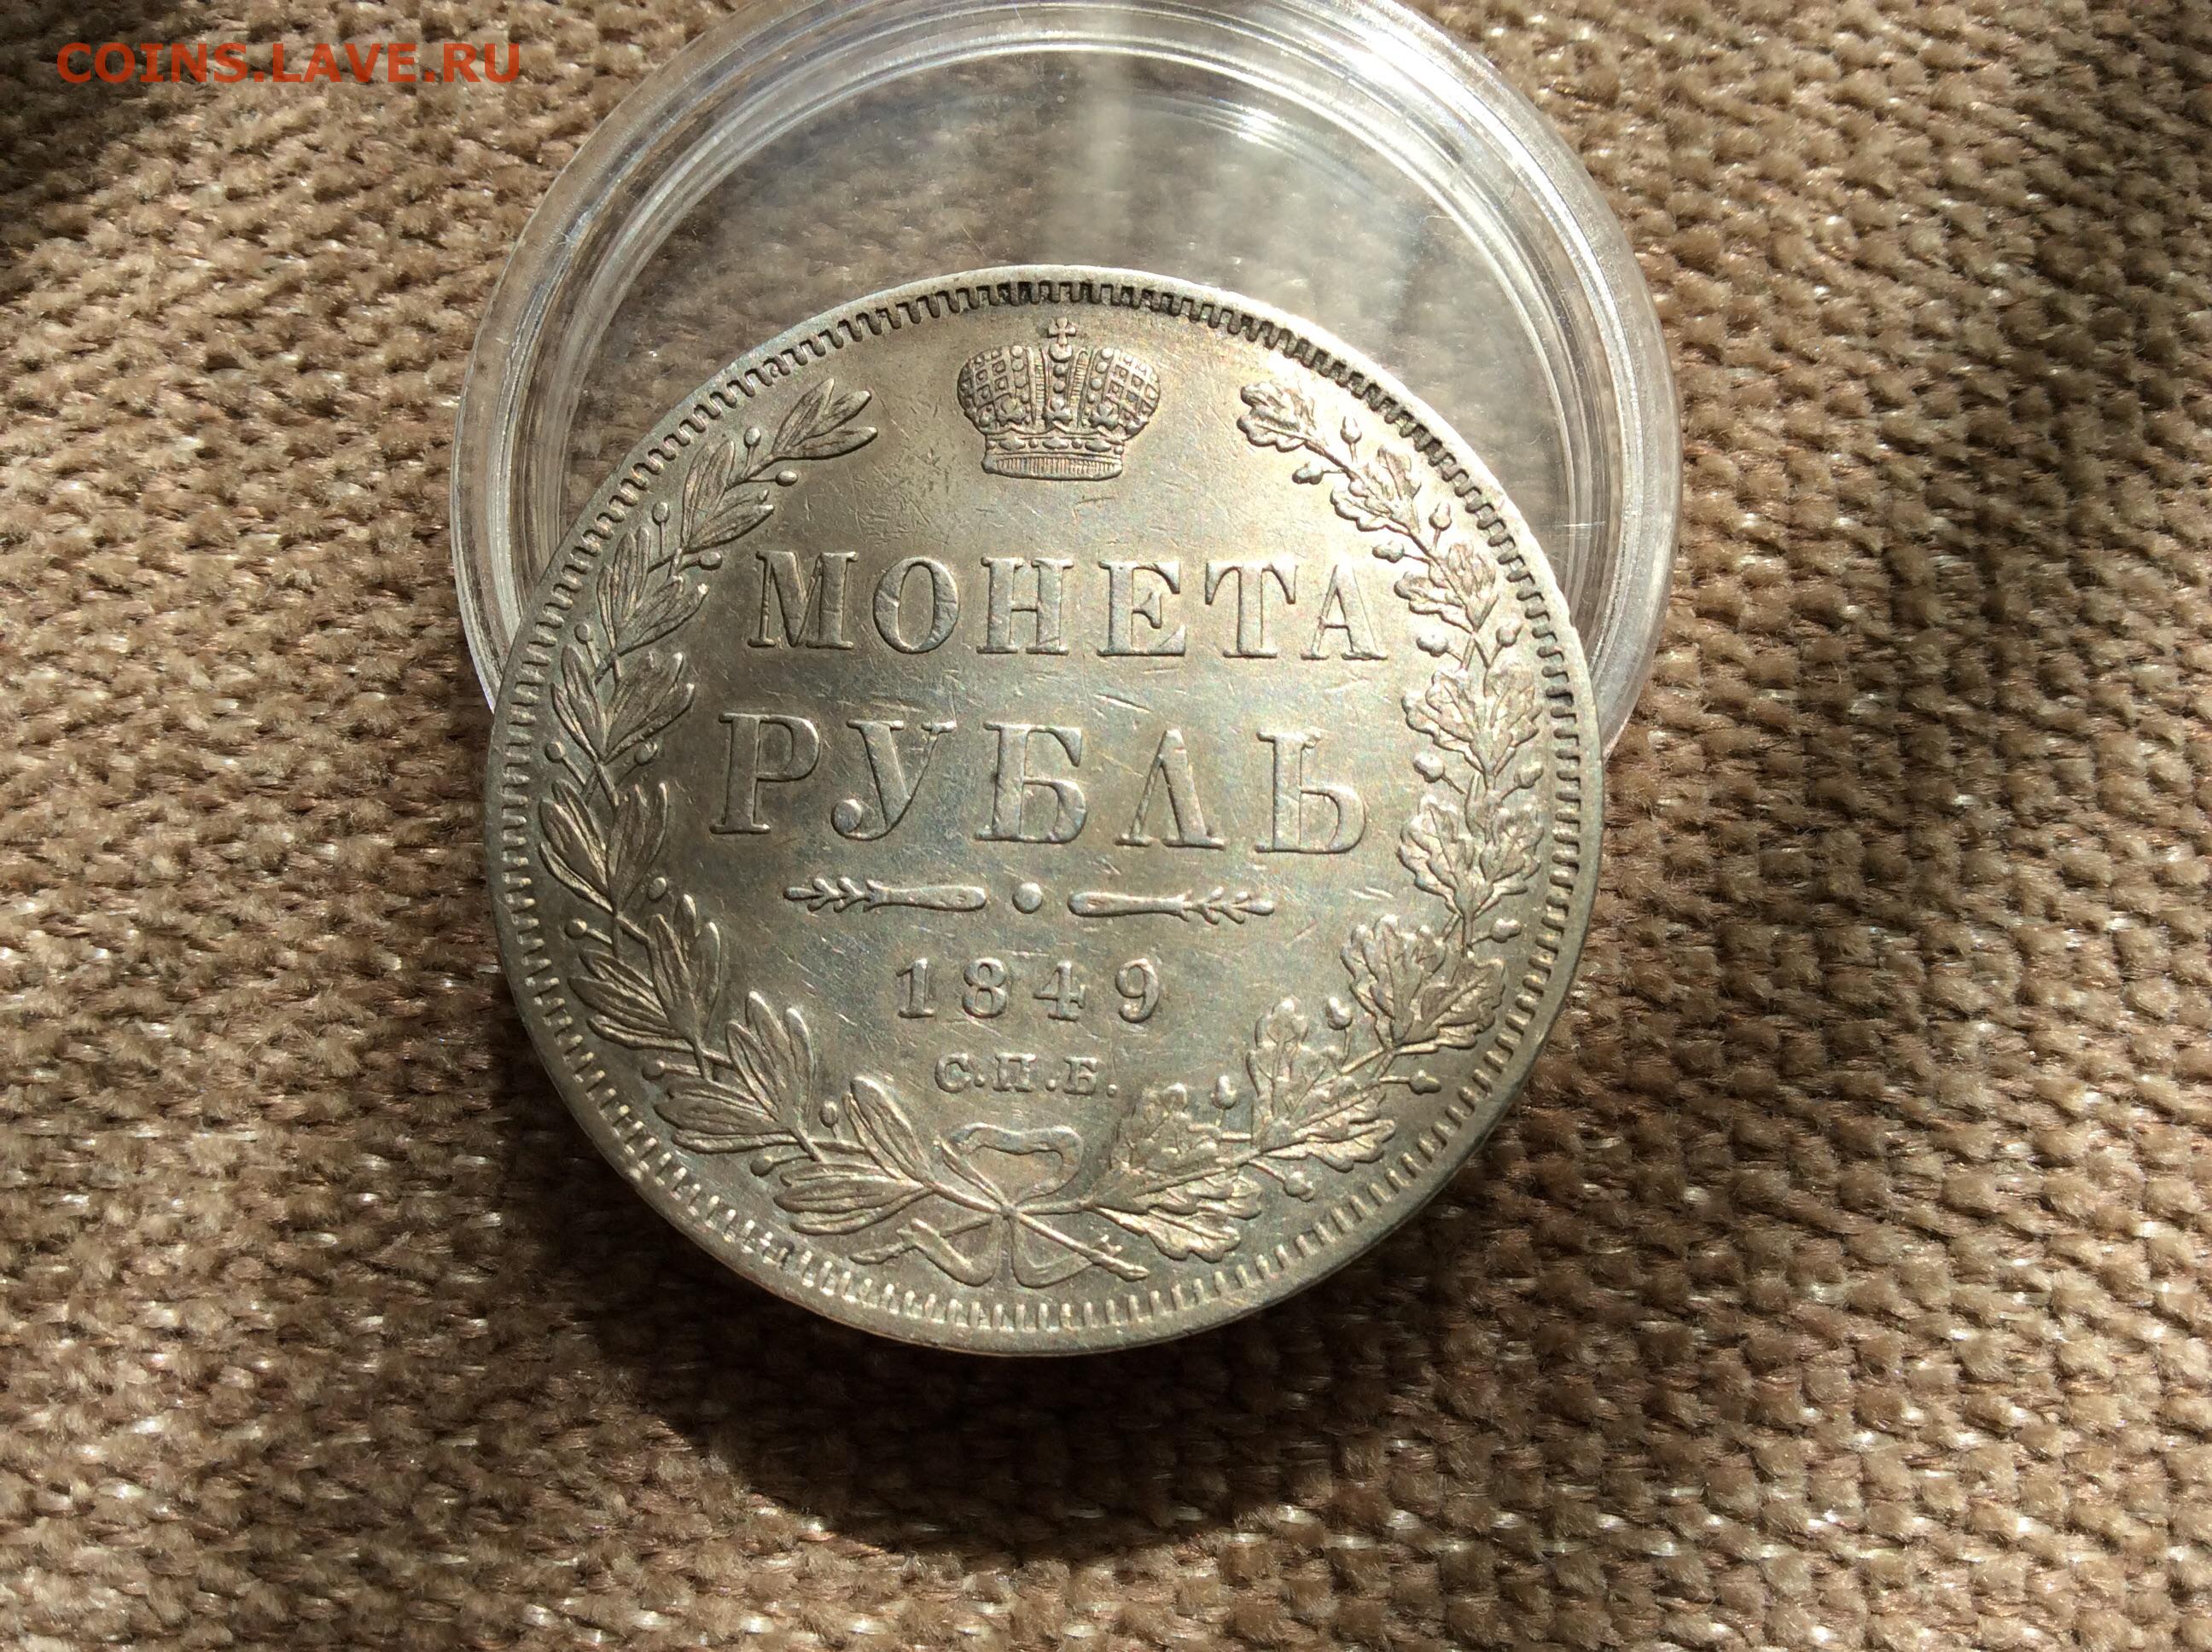 COINS.LAVE.RU
МОНЕТА
РУБЛЬ
1849
С.П.Б.